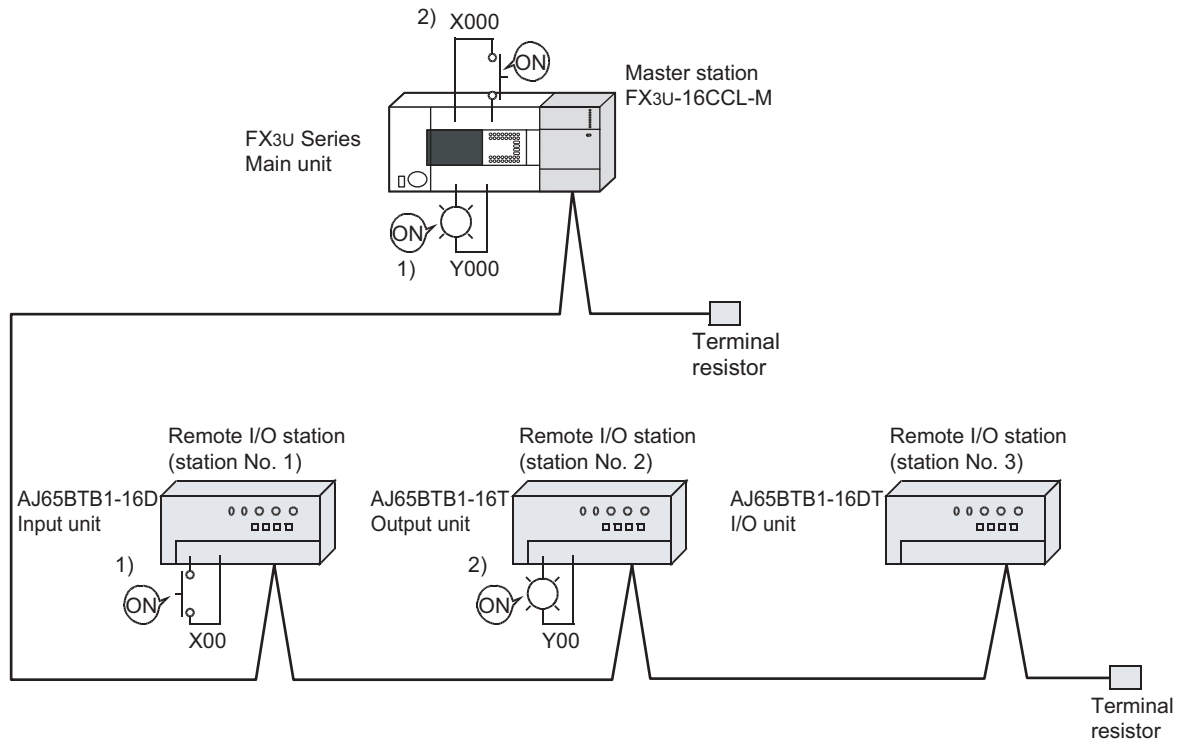 2) X000
ON
Master station
FX3U-16CCL-M
FX3U Series
Main unit
ON
1) Y000
Terminal
resistor
Remote I/O station
(station No. 1)
AJ65BTB1-16D
Input unit
1)
ON
X00
Remote I/O station
(station No. 2)
AJ65BTB1-16T
Output unit
2)
ON
Y00
Remote I/O station
(station No. 3)
AJ65BTB1-16DT
I/O unit
Terminal
resistor